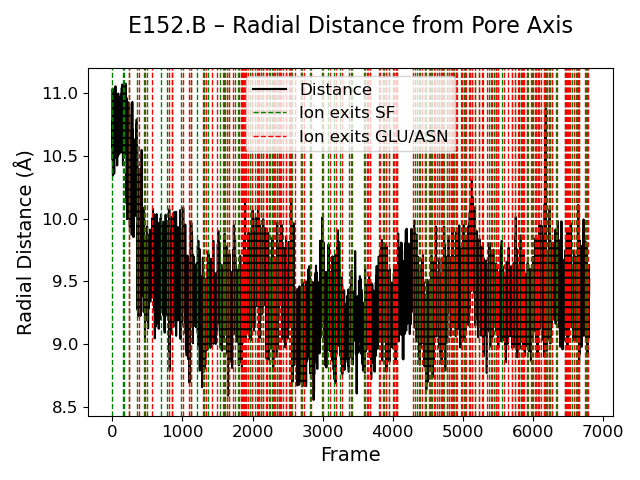 E152.B – Radial Distance from Pore Axis
Distance
Ion exits SF
Ion exits GLU/ASN
Radial Distance (Å)
11.0
10.5
10.0
9.5
9.0
8.5
0 1000 2000 3000 4000 5000 6000 7000
Frame